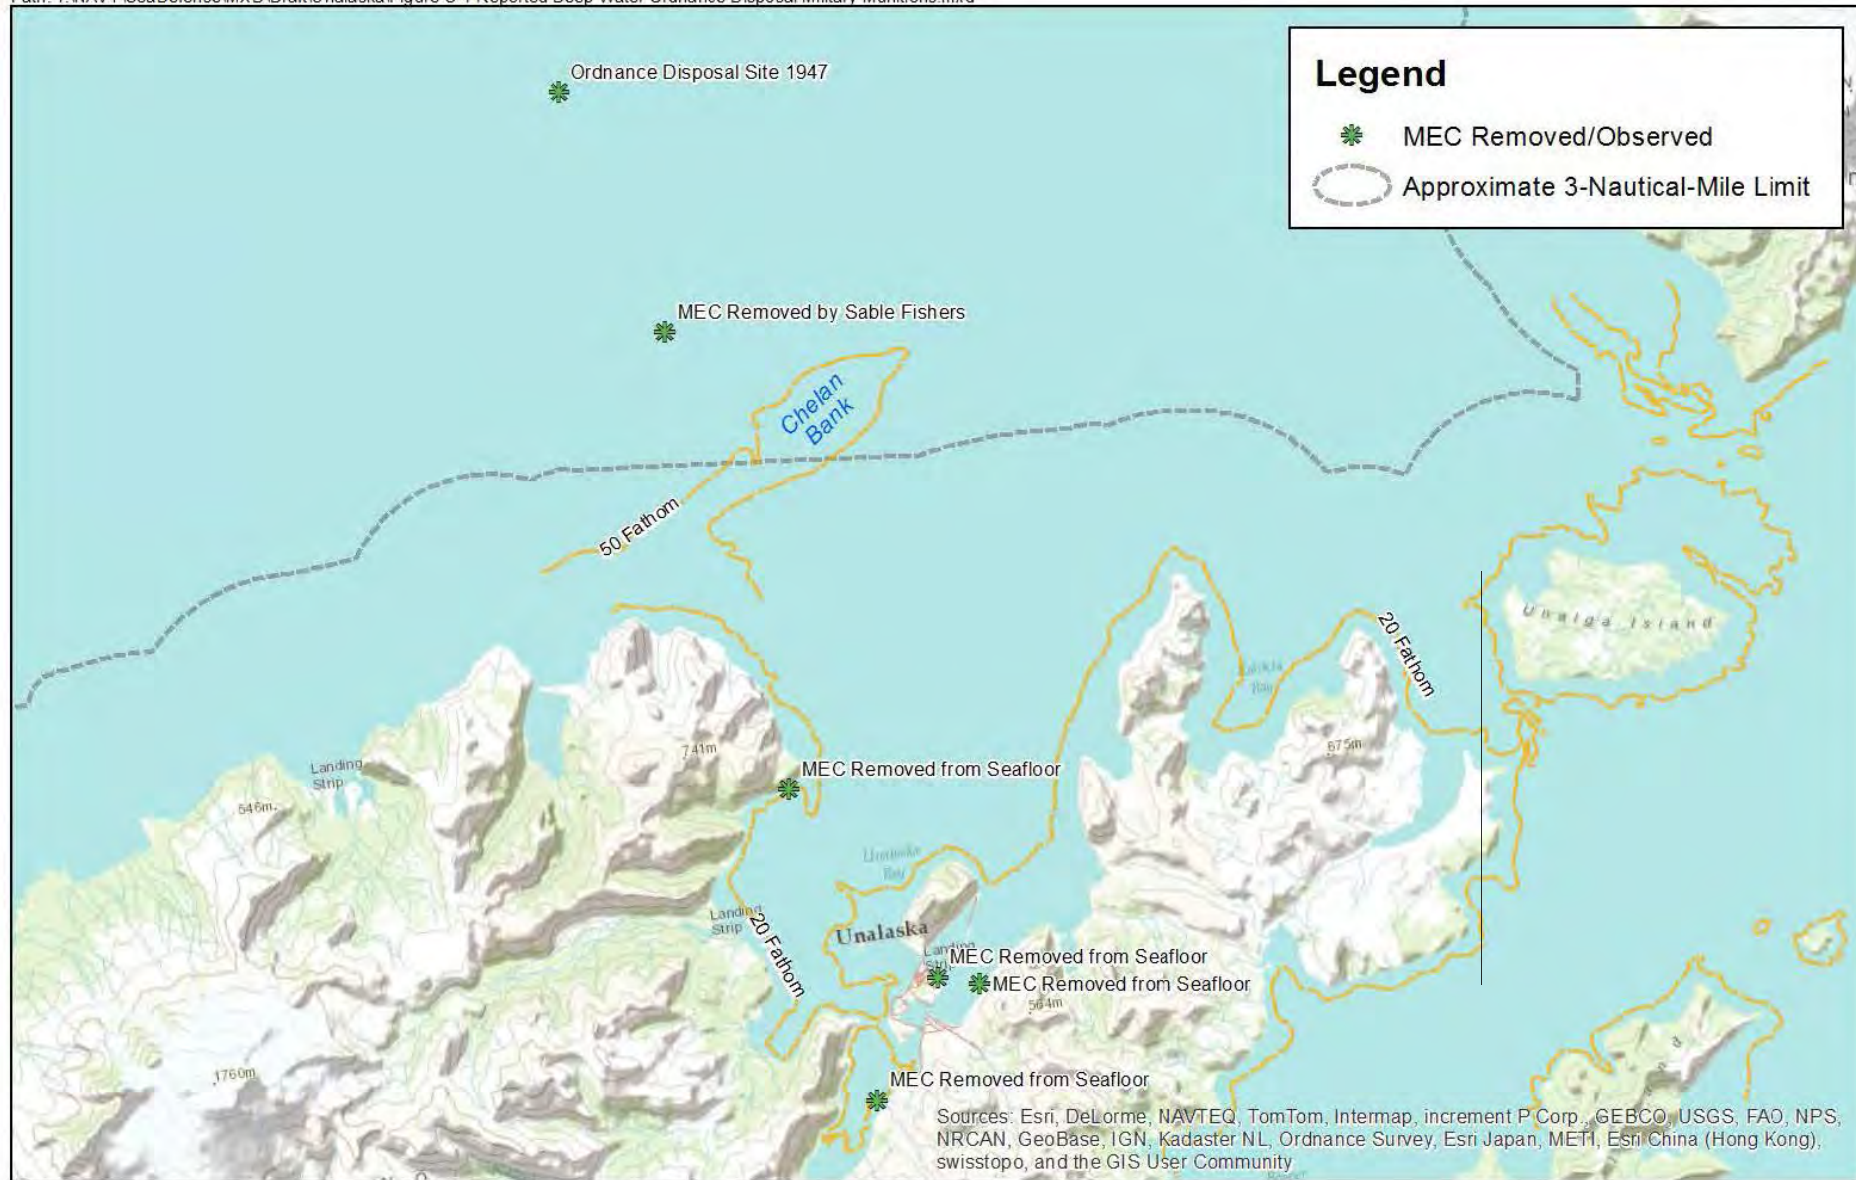 Ordnance Disposal Site 1947
Legend
MEC Removed/Observed
Approximate 3-Nautical-Mile Limit
MEC Removed by Sable Fishers
Chelan
Bank
50 Fathom
20 Fathom
Unalga Island
741m
675m
Landing
Strip
MEC Removed from Seafloor
546m
Unalaska
Bay
Landing
Strip
20 Fathom
Unalaska
Landing
Strip
MEC Removed from Seafloor
MEC Removed from Seafloor
564m
1760m
MEC Removed from Seafloor
Sources: Esri, DeLorme, NAVTEQ, TomTom, Intermap, increment P Corp., GEBCO, USGS, FAO, NPS,
NRCAN, GeoBase, IGN, Kadaster NL, Ordnance Survey, Esri Japan, METI, Esri China (Hong Kong),
swisstopo, and the GIS User Community